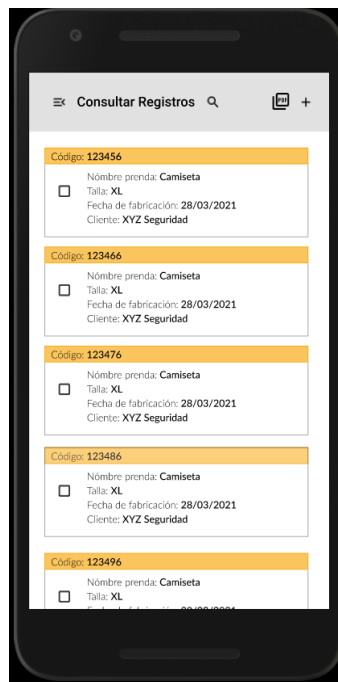 Consultar Registros
PDF
Código: 123456
Nómbre prenda: Camiseta
Talla: XL
Fecha de fabricación: 28/03/2021
Cliente: XYZ Seguridad
Código: 123466
Nómbre prenda: Camiseta
Talla: XL
Fecha de fabricación: 28/03/2021
Cliente: XYZ Seguridad
Código: 123476
Nómbre prenda: Camiseta
Talla: XL
Fecha de fabricación: 28/03/2021
Cliente: XYZ Seguridad
Código: 123486
Nómbre prenda: Camiseta
Talla: XL
Fecha de fabricación: 28/03/2021
Cliente: XYZ Seguridad
Código: 123496
Nómbre prenda: Camiseta
Talla: XL